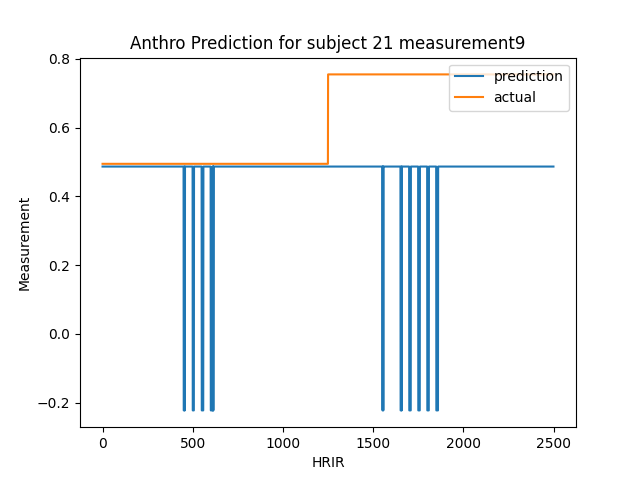 Anthro Prediction for subject 21 measurement9
prediction
actual
0.8
0.6
0.4
0.2
0.0
−0.2
Measurement
0
500
1000
1500
2000
2500
HRIR